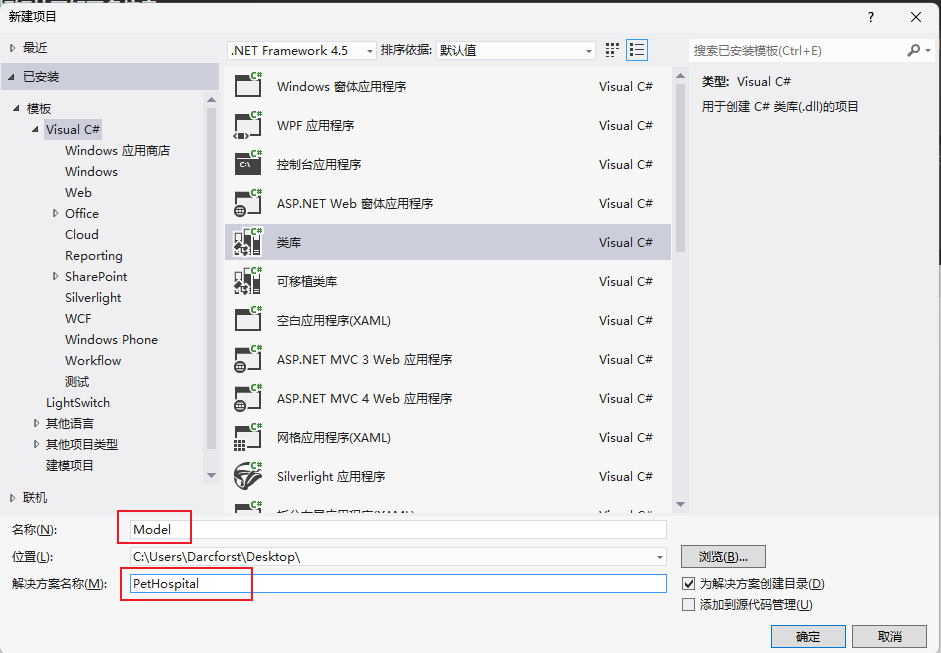 新建项目
?
最近
.NET Framework 4.5
排序依据:
默认值
搜索已安装模板(Ctrl+E)
已安装
模板
Visual C#
Windows 应用商店
Windows
Web
Office
Cloud
Reporting
SharePoint
Silverlight
WCF
Windows Phone
Workflow
测试
LightSwitch
其他语言
其他项目类型
建模项目
联机
Windows 窗体应用程序 Visual C#
WPF 应用程序 Visual C#
控制台应用程序 Visual C#
ASP.NET Web 窗体应用程序 Visual C#
类库 Visual C#
可移植类库 Visual C#
空白应用程序(XAML) Visual C#
ASP.NET MVC 3 Web 应用程序 Visual C#
ASP.NET MVC 4 Web 应用程序 Visual C#
网格应用程序(XAML) Visual C#
Silverlight 应用程序 Visual C#
类型: Visual C#
用于创建 C# 类库(.dll)的项目
名称(N): Model
位置(L): C:\Users\Darcforst\Desktop\
浏览(B)...
解决方案名称(M): PetHospital
为解决方案创建目录(D)
添加到源代码管理(U)
确定
取消